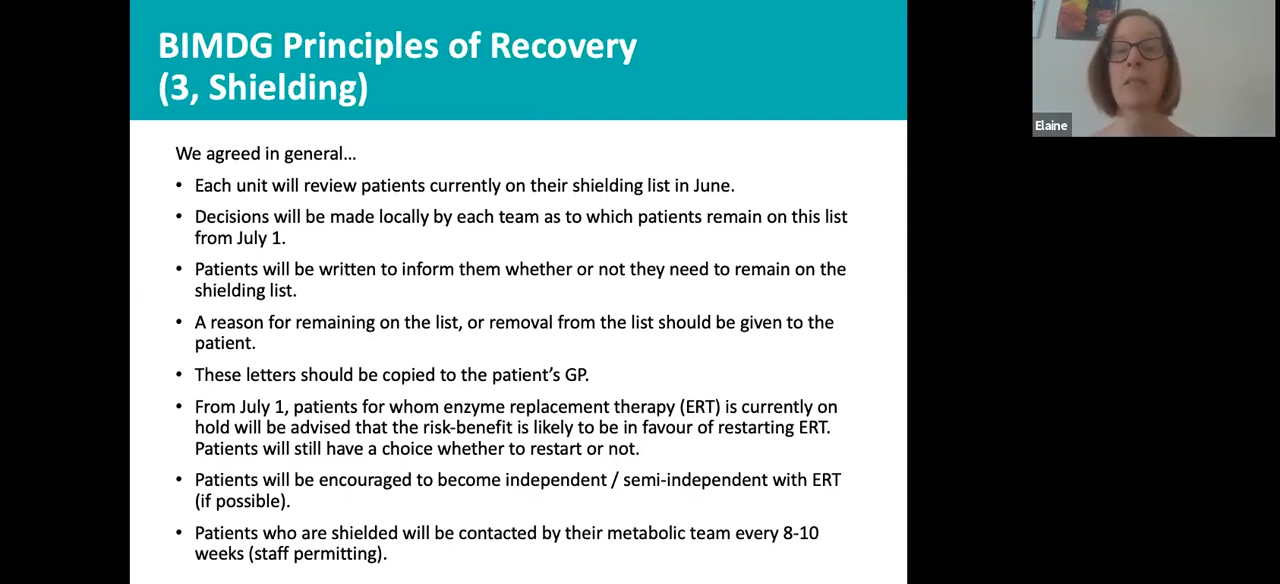 BIMDG Principles of Recovery
(3, Shielding)
Elaine
We agreed in general...
• Each unit will review patients currently on their shielding list in June.
• Decisions will be made locally by each team as to which patients remain on this list
from July 1.
• Patients will be written to inform them whether or not they need to remain on the
shielding list.
• A reason for remaining on the list, or removal from the list should be given to the
patient.
• These letters should be copied to the patient's GP.
• From July 1, patients for whom enzyme replacement therapy (ERT) is currently on
hold will be advised that the risk-benefit is likely to be in favour of restarting ERT.
Patients will still have a choice whether to restart or not.
• Patients will be encouraged to become independent / semi-independent with ERT
(if possible).
• Patients who are shielded will be contacted by their metabolic team every 8-10
weeks (staff permitting).